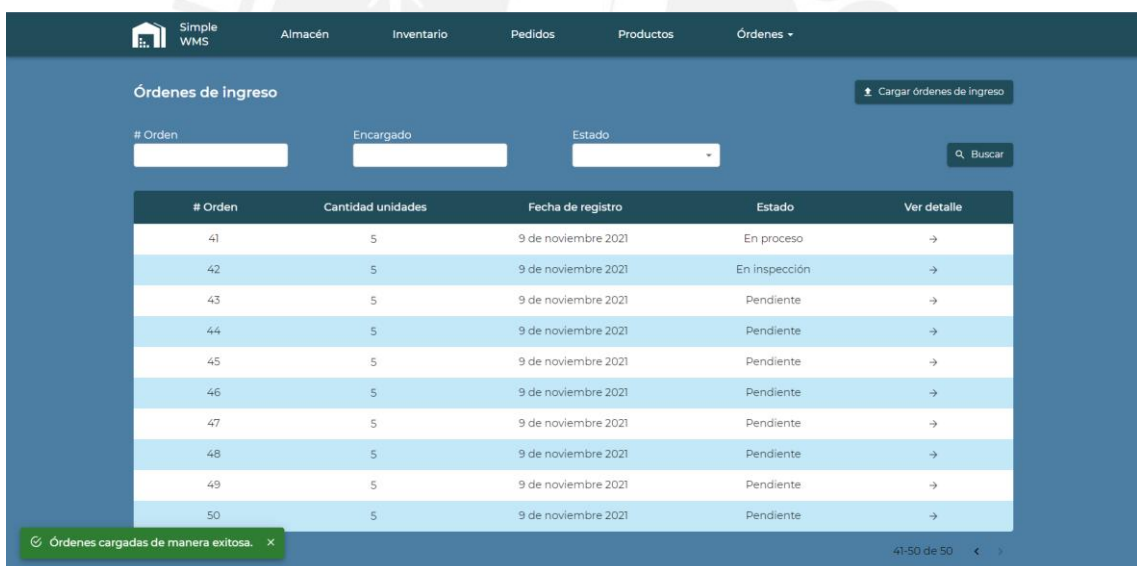 Simple
WMS
Almacén Inventario Pedidos Productos Órdenes
Órdenes de ingreso
Cargar órdenes de ingreso
# Orden Encargado Estado
Buscar
# Orden Cantidad unidades Fecha de registro Estado Ver detalle
41 5 9 de noviembre 2021 En proceso →
42 5 9 de noviembre 2021 En inspección →
43 5 9 de noviembre 2021 Pendiente →
44 5 9 de noviembre 2021 Pendiente →
45 5 9 de noviembre 2021 Pendiente →
46 5 9 de noviembre 2021 Pendiente →
47 5 9 de noviembre 2021 Pendiente →
48 5 9 de noviembre 2021 Pendiente →
49 5 9 de noviembre 2021 Pendiente →
50 5 9 de noviembre 2021 Pendiente →
Órdenes cargadas de manera exitosa. ×
41-50 de 50 < >